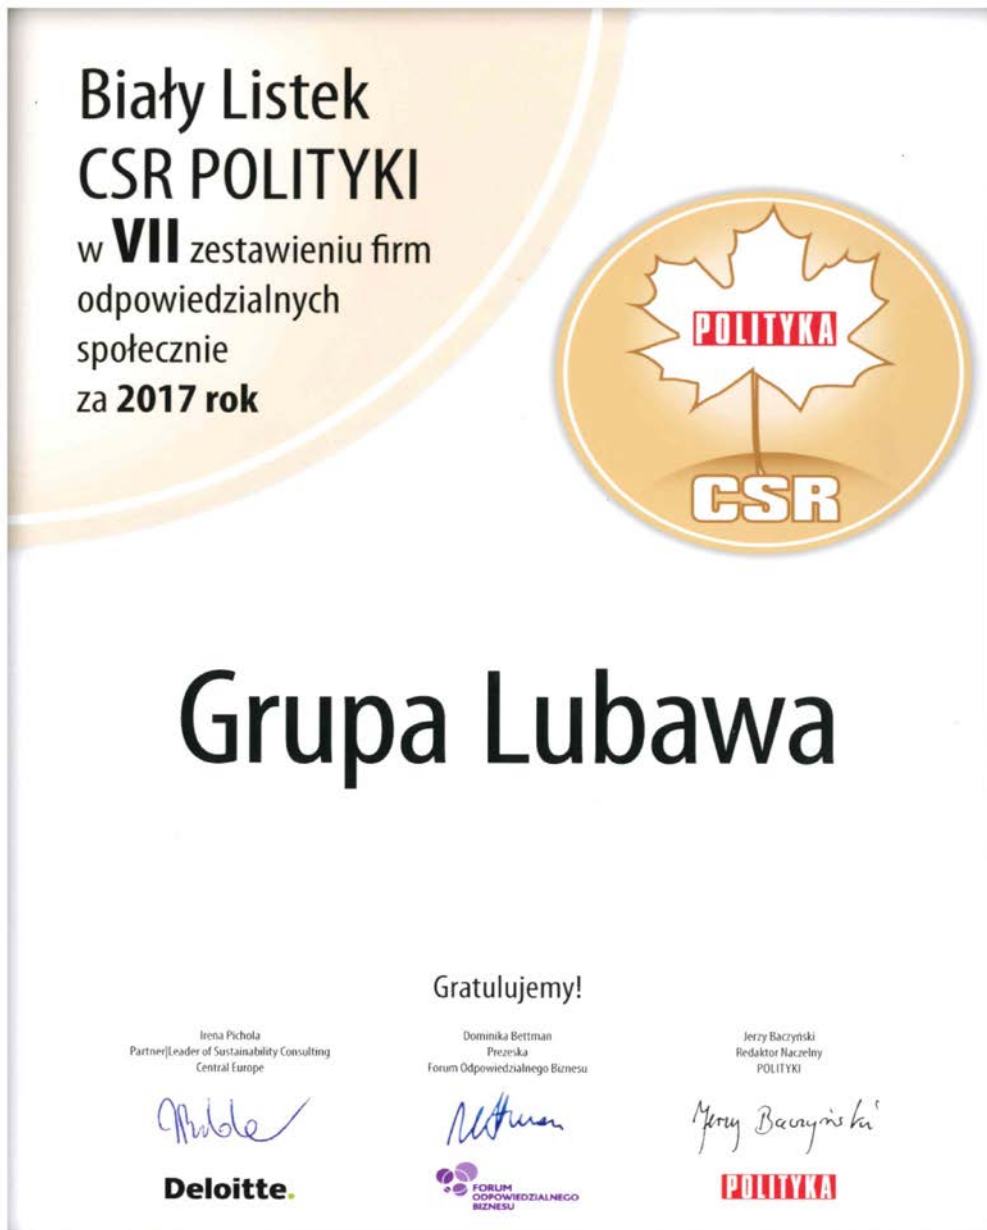 Biały Listek
CSR POLITYKI
w VII zestawieniu firm
odpowiedzialnych
społecznie
za 2017 rok
POLITYKA
CSR
Grupa Lubawa
Gratulujemy!
Irena Pichola
Partner|Leader of Sustainability Consulting
Central Europe
Deloitte.
Dominika Bettman
Prezeska
Forum Odpowiedzialnego Biznesu
FORUM
ODPOWIEDZIALNEGO
BIZNESU
Jerzy Baczyński
Redaktor Naczelny
POLITYKI
Jerzy Baczyński
POLITYKA